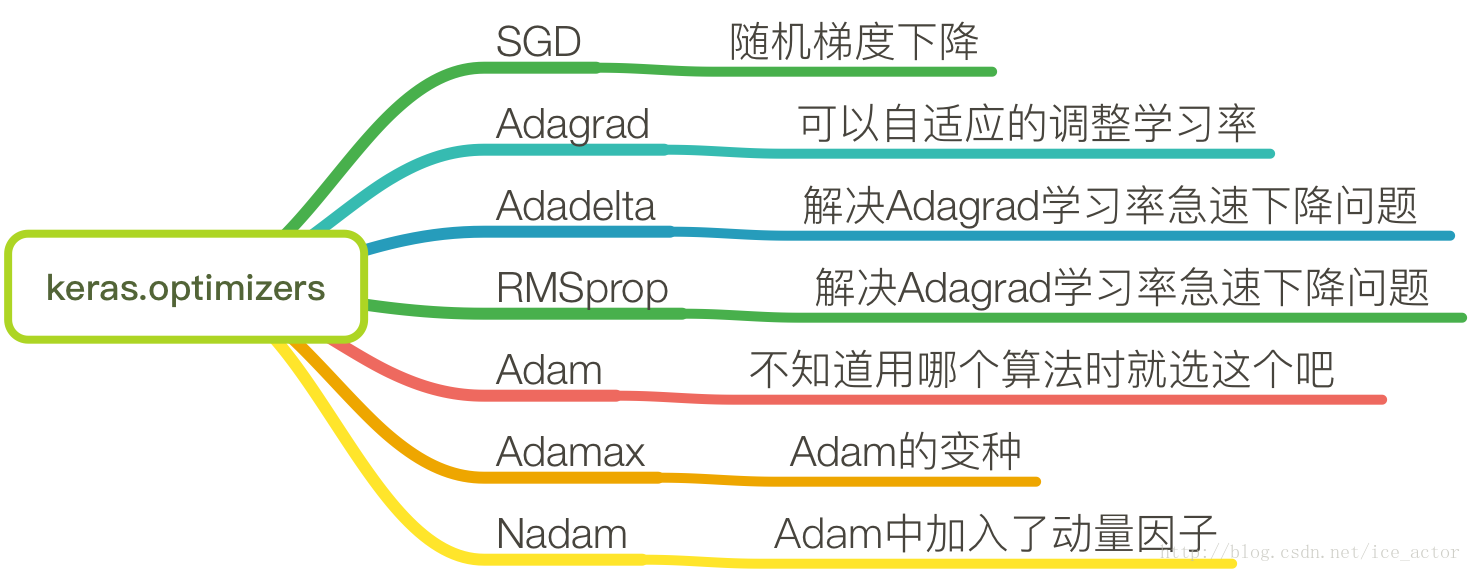 SGD 随机梯度下降
Adagrad 可以自适应的调整学习率
Adadelta 解决Adagrad学习率急速下降问题
keras.optimizers
RMSprop 解决Adagrad学习率急速下降问题
Adam 不知道用哪个算法时就选这个吧
Adamax Adam的变种
Nadam Adam中加入了动量因子
http://blog.csdn.net/ice_actor